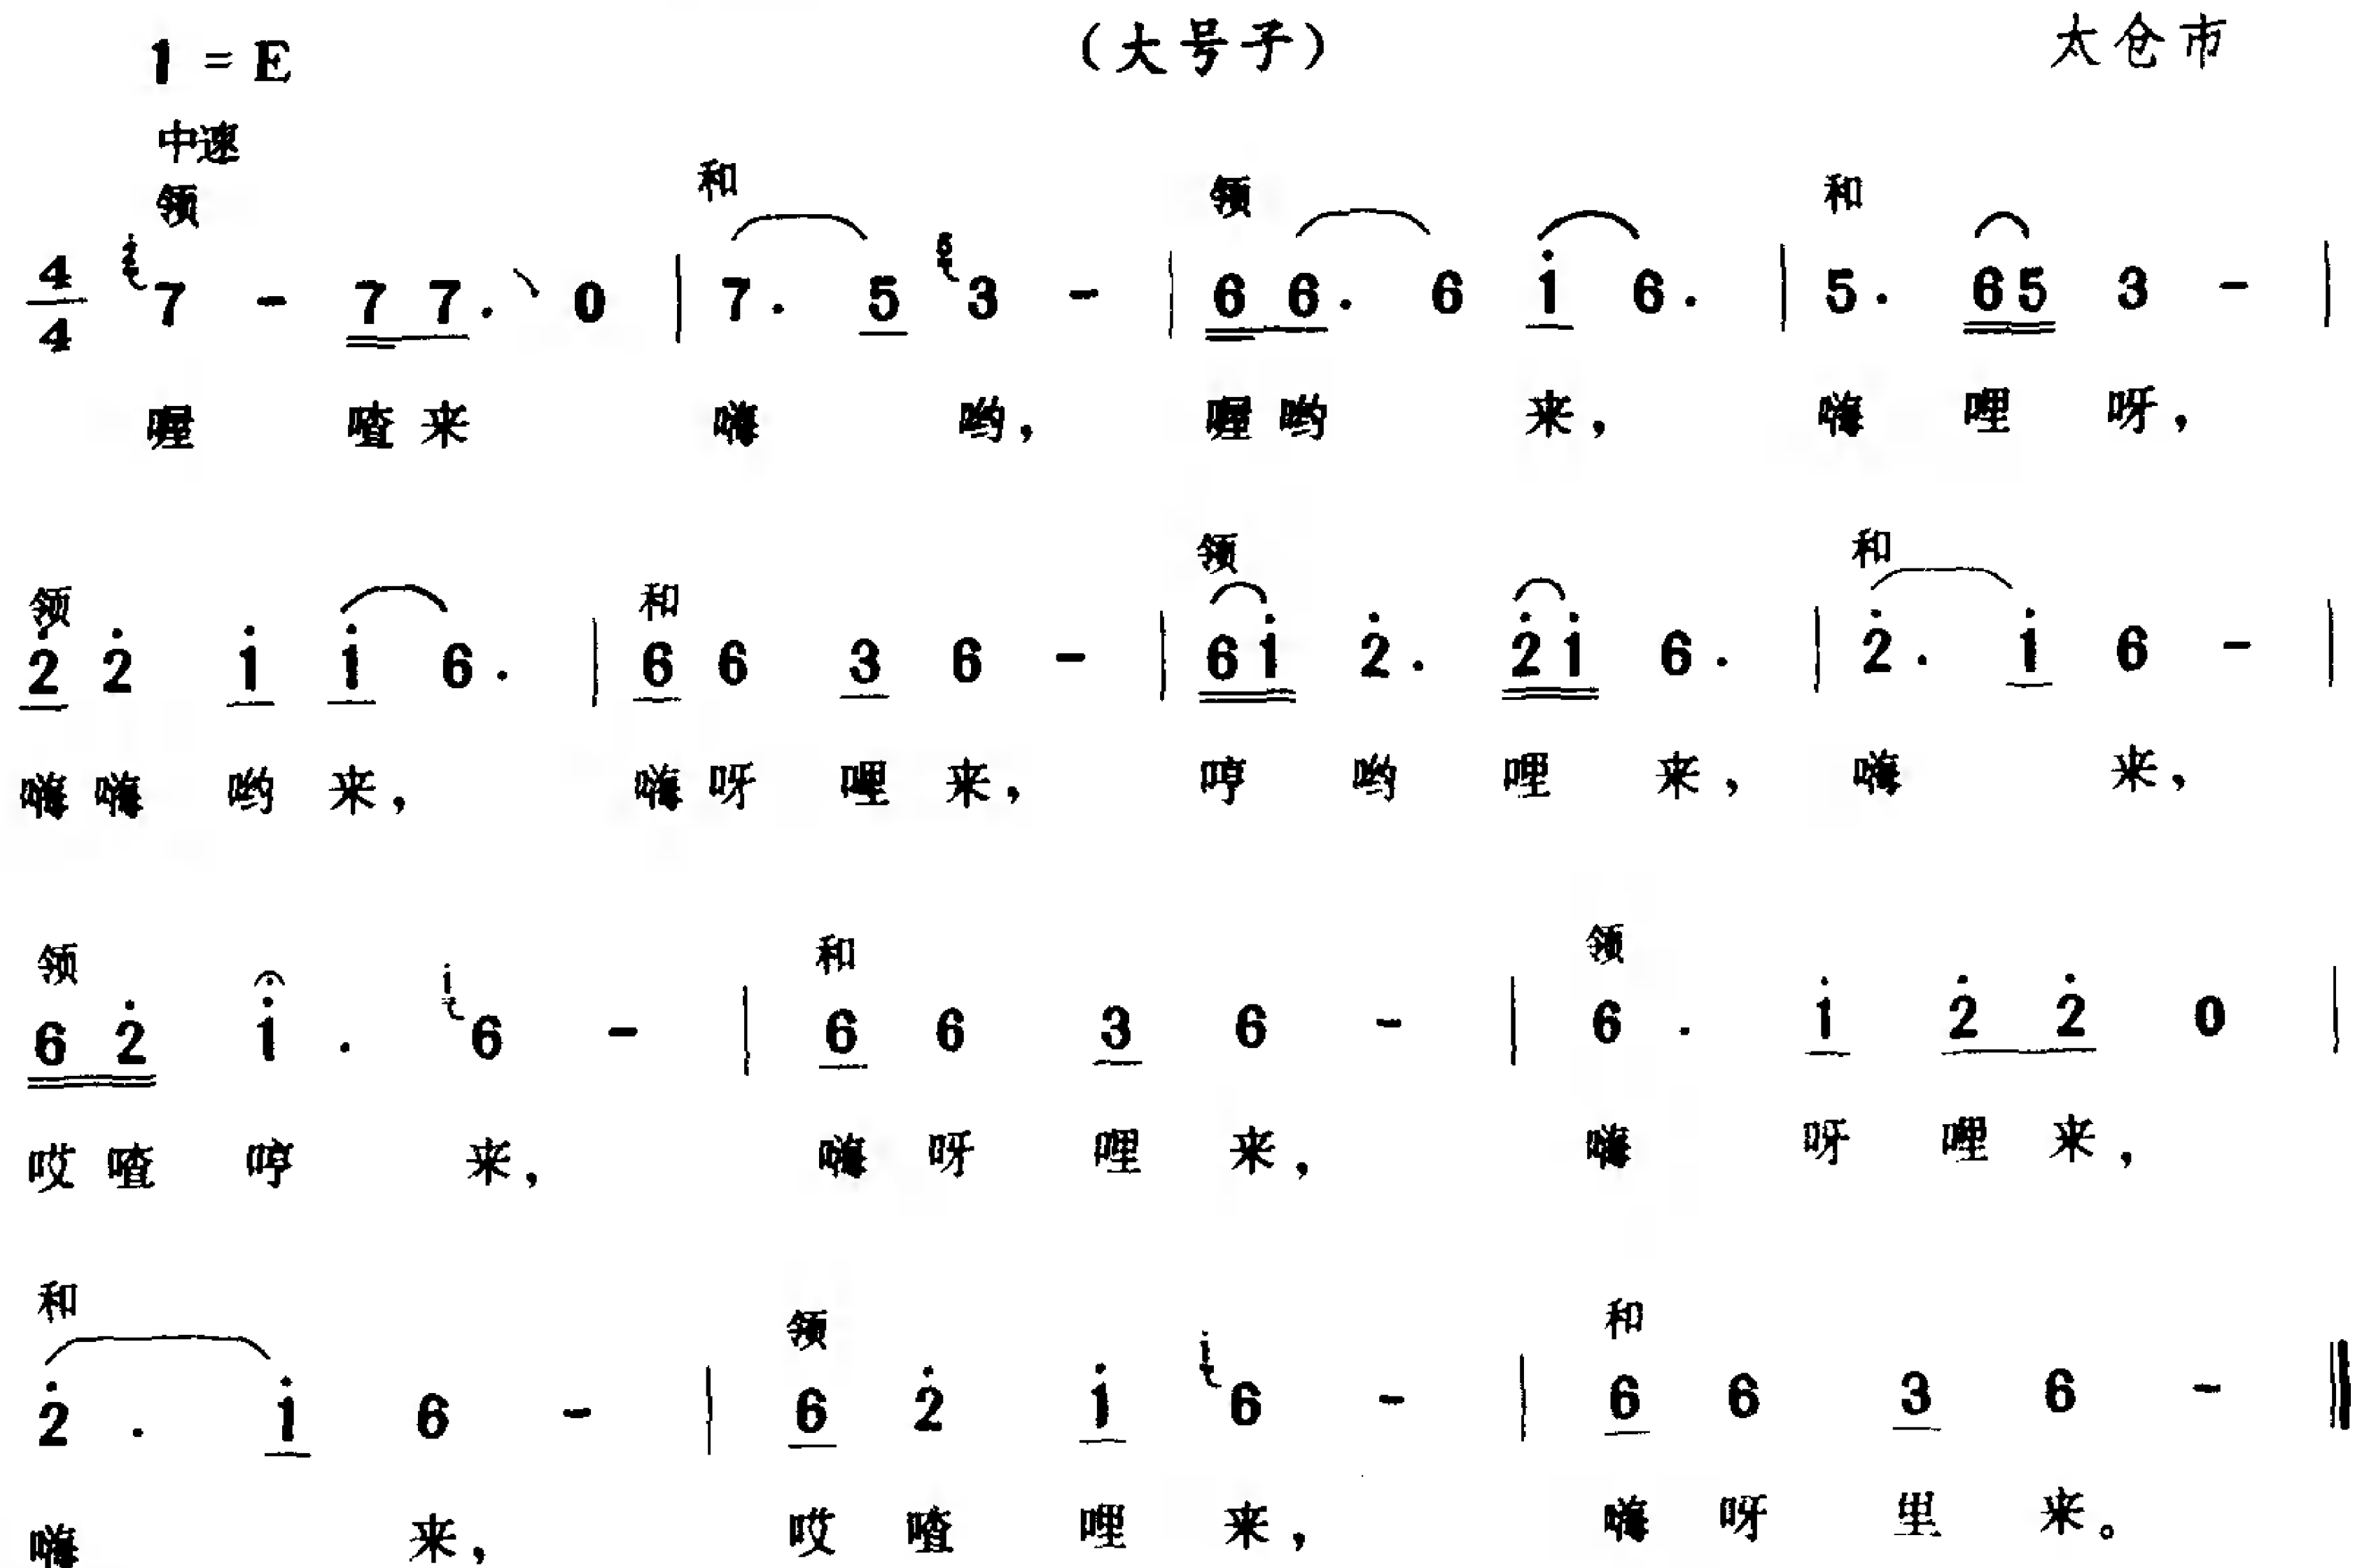 1 = E （大号子） 太仓市
中速
领 和 领 和
4/4 2̇ 7 - 7 7. 0 | 7. 5 5 3 - | 6 6. 6 1̇ 6. | 5. 65 3 - |
喔 喳来 嗨 哟， 喔哟 来， 嗨 哩 呀，
领 和 领 和
2̇ 2̇ 1̇ 1̇ 6. | 6 6 3 6 - | 61̇ 2̇. 2̇1̇ 6. | 2̇. 1̇ 6 - |
嗨嗨 哟 来， 嗨呀 哩 来， 哼 哟 哩 来， 嗨 来，
领 和 领
6 2̇ 1̇. 1̇ 6 - | 6 6 3 6 - | 6. 1̇ 2̇ 2̇ 0 |
哎喳 哼 来， 嗨 呀 哩 来， 嗨 呀 哩 来，
和 领 和
2̇. 1̇ 6 - | 6 2̇ 1̇ 1̇ 6 - | 6 6 3 6 - ‖
嗨 来， 哎 喳 哩 来， 嗨 呀 里 来。